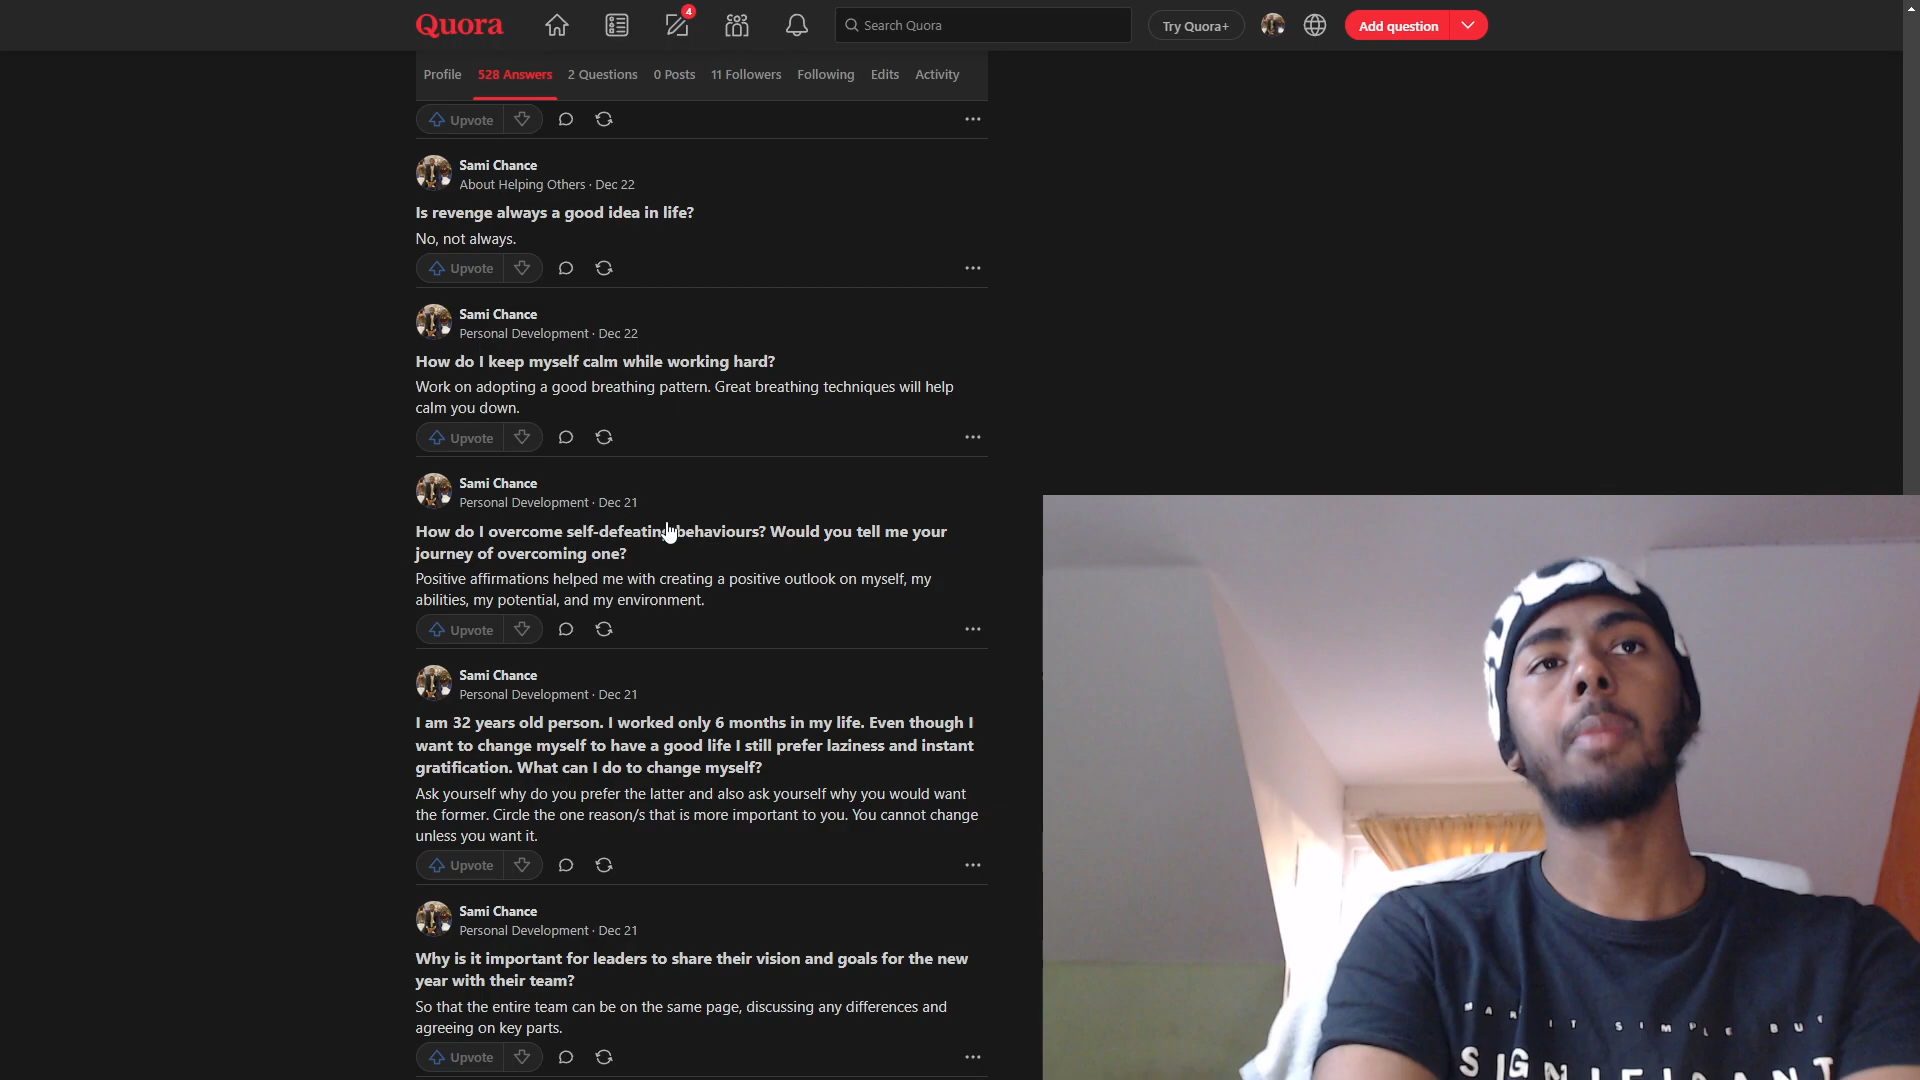 Quora
4
Search Quora
Try Quora+
Add question
Profile 528 Answers 2 Questions 0 Posts 11 Followers Following Edits Activity
Upvote
Sami Chance
About Helping Others · Dec 22
Is revenge always a good idea in life?
No, not always.
Upvote
Sami Chance
Personal Development · Dec 22
How do I keep myself calm while working hard?
Work on adopting a good breathing pattern. Great breathing techniques will help
calm you down.
Upvote
Sami Chance
Personal Development · Dec 21
How do I overcome self-defeating behaviours? Would you tell me your
journey of overcoming one?
Positive affirmations helped me with creating a positive outlook on myself, my
abilities, my potential, and my environment.
Upvote
Sami Chance
Personal Development · Dec 21
I am 32 years old person. I worked only 6 months in my life. Even though I
want to change myself to have a good life I still prefer laziness and instant
gratification. What can I do to change myself?
Ask yourself why do you prefer the latter and also ask yourself why you would want
the former. Circle the one reason/s that is more important to you. You cannot change
unless you want it.
Upvote
Sami Chance
Personal Development · Dec 21
Why is it important for leaders to share their vision and goals for the new
year with their team?
So that the entire team can be on the same page, discussing any differences and
agreeing on key parts.
Upvote
IT SIMPLE BUT
SIGNIFICANT